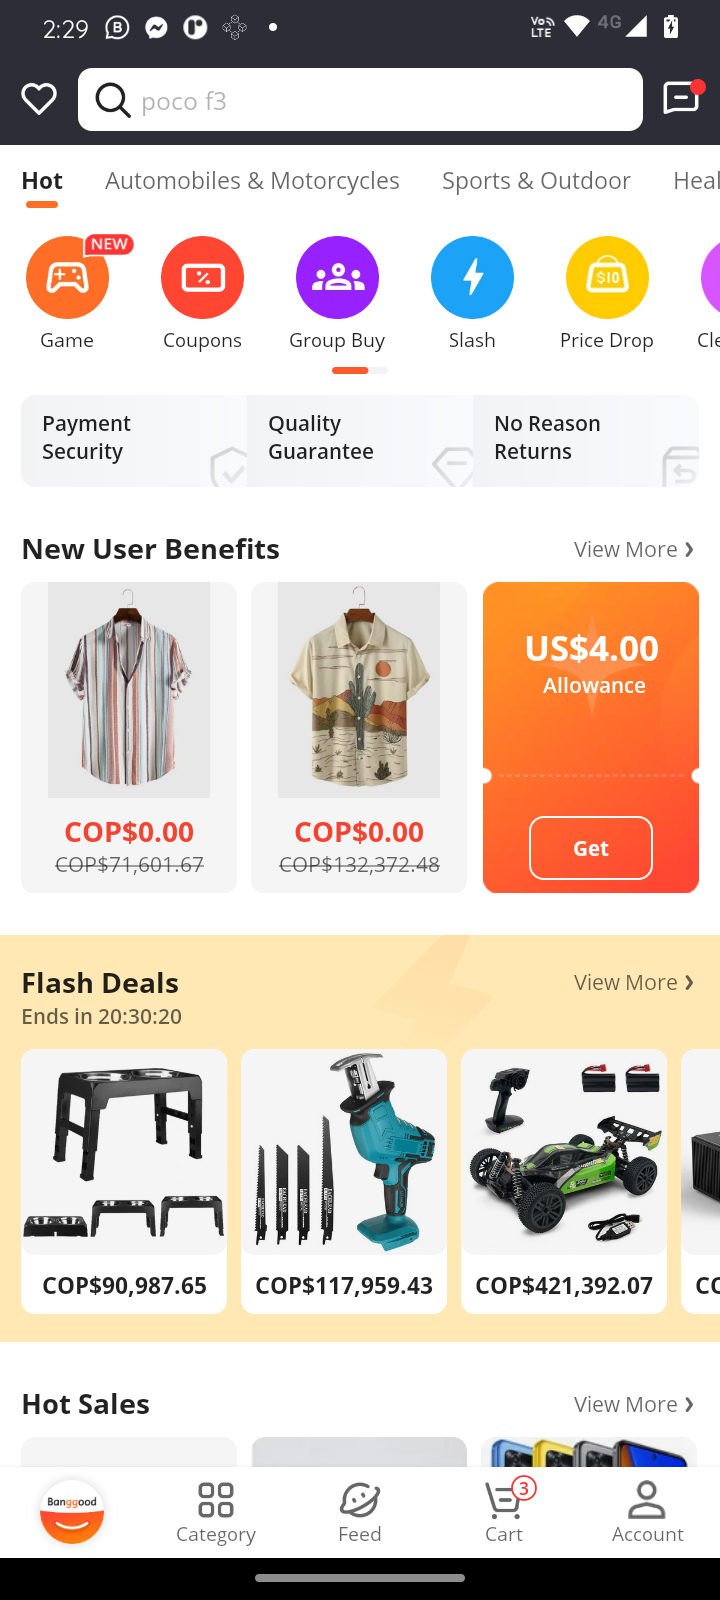 2:29
Vo LTE 4G
poco f3
Hot Automobiles & Motorcycles Sports & Outdoor Heal
NEW
$10
Game Coupons Group Buy Slash Price Drop Cle
Payment Security
Quality Guarantee
No Reason Returns
New User Benefits View More
US$4.00
Allowance
COP$0.00 COP$0.00
COP$71,601.67 COP$132,372.48
Get
Flash Deals View More
Ends in 20:30:20
COP$90,987.65 COP$117,959.43 COP$421,392.07 CO
Hot Sales View More
Banggood
3
Category Feed Cart Account